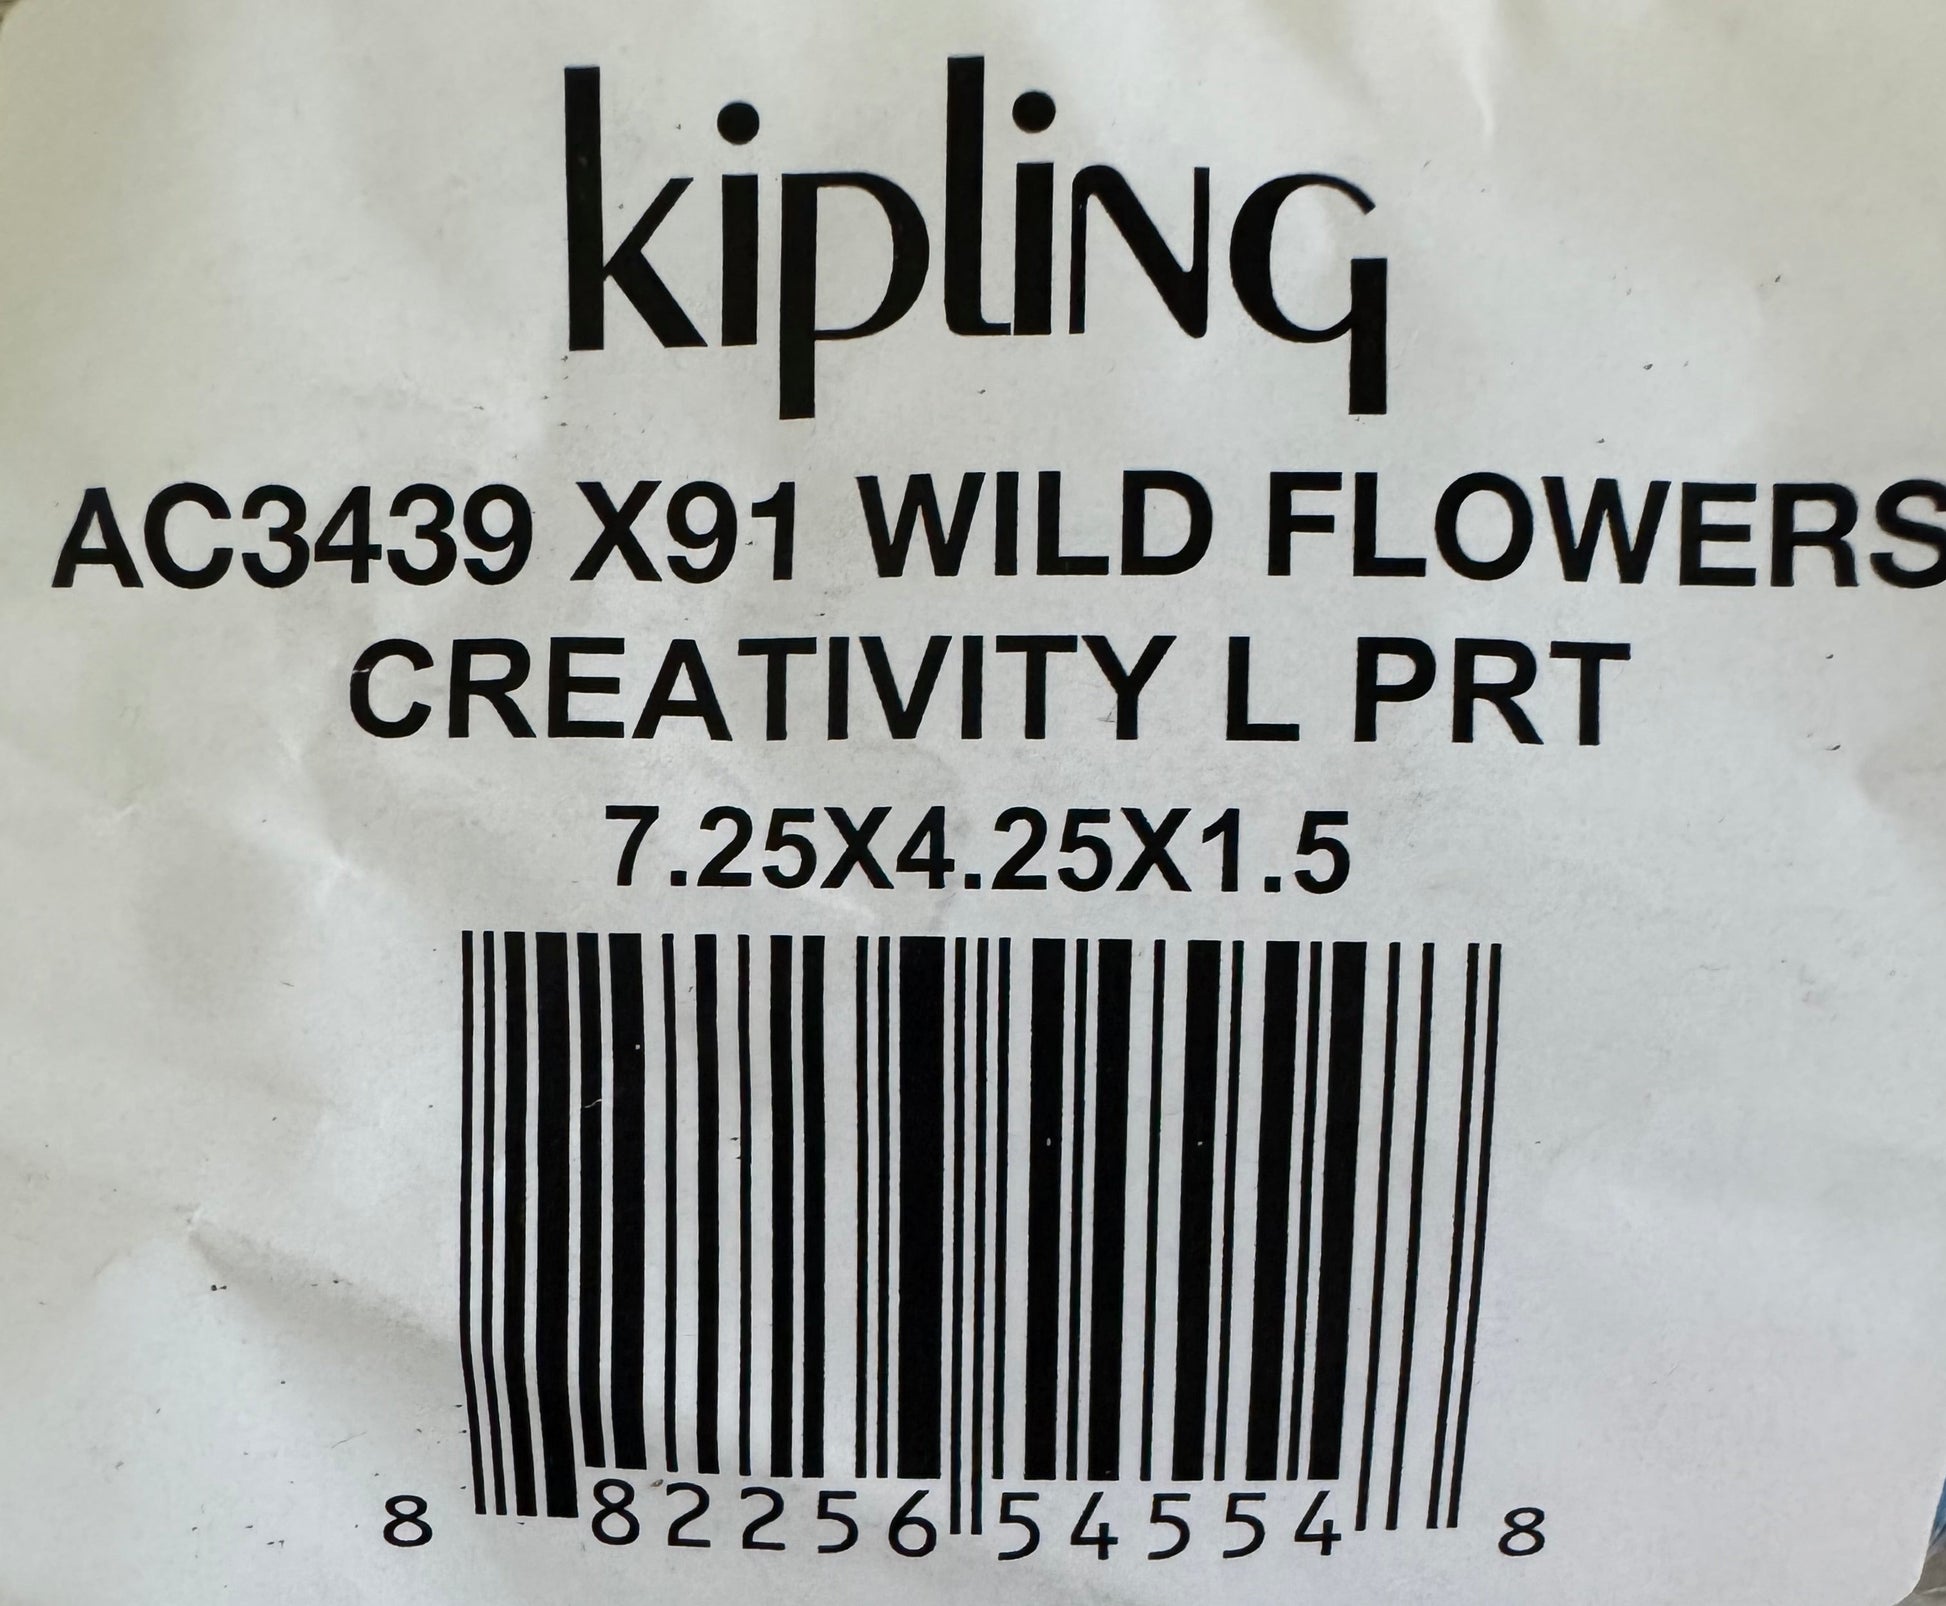 kipling
AC3439 X91 WILD FLOWERS
CREATIVITY L PRT
7.25X4.25X1.5
8 82256 54554 8